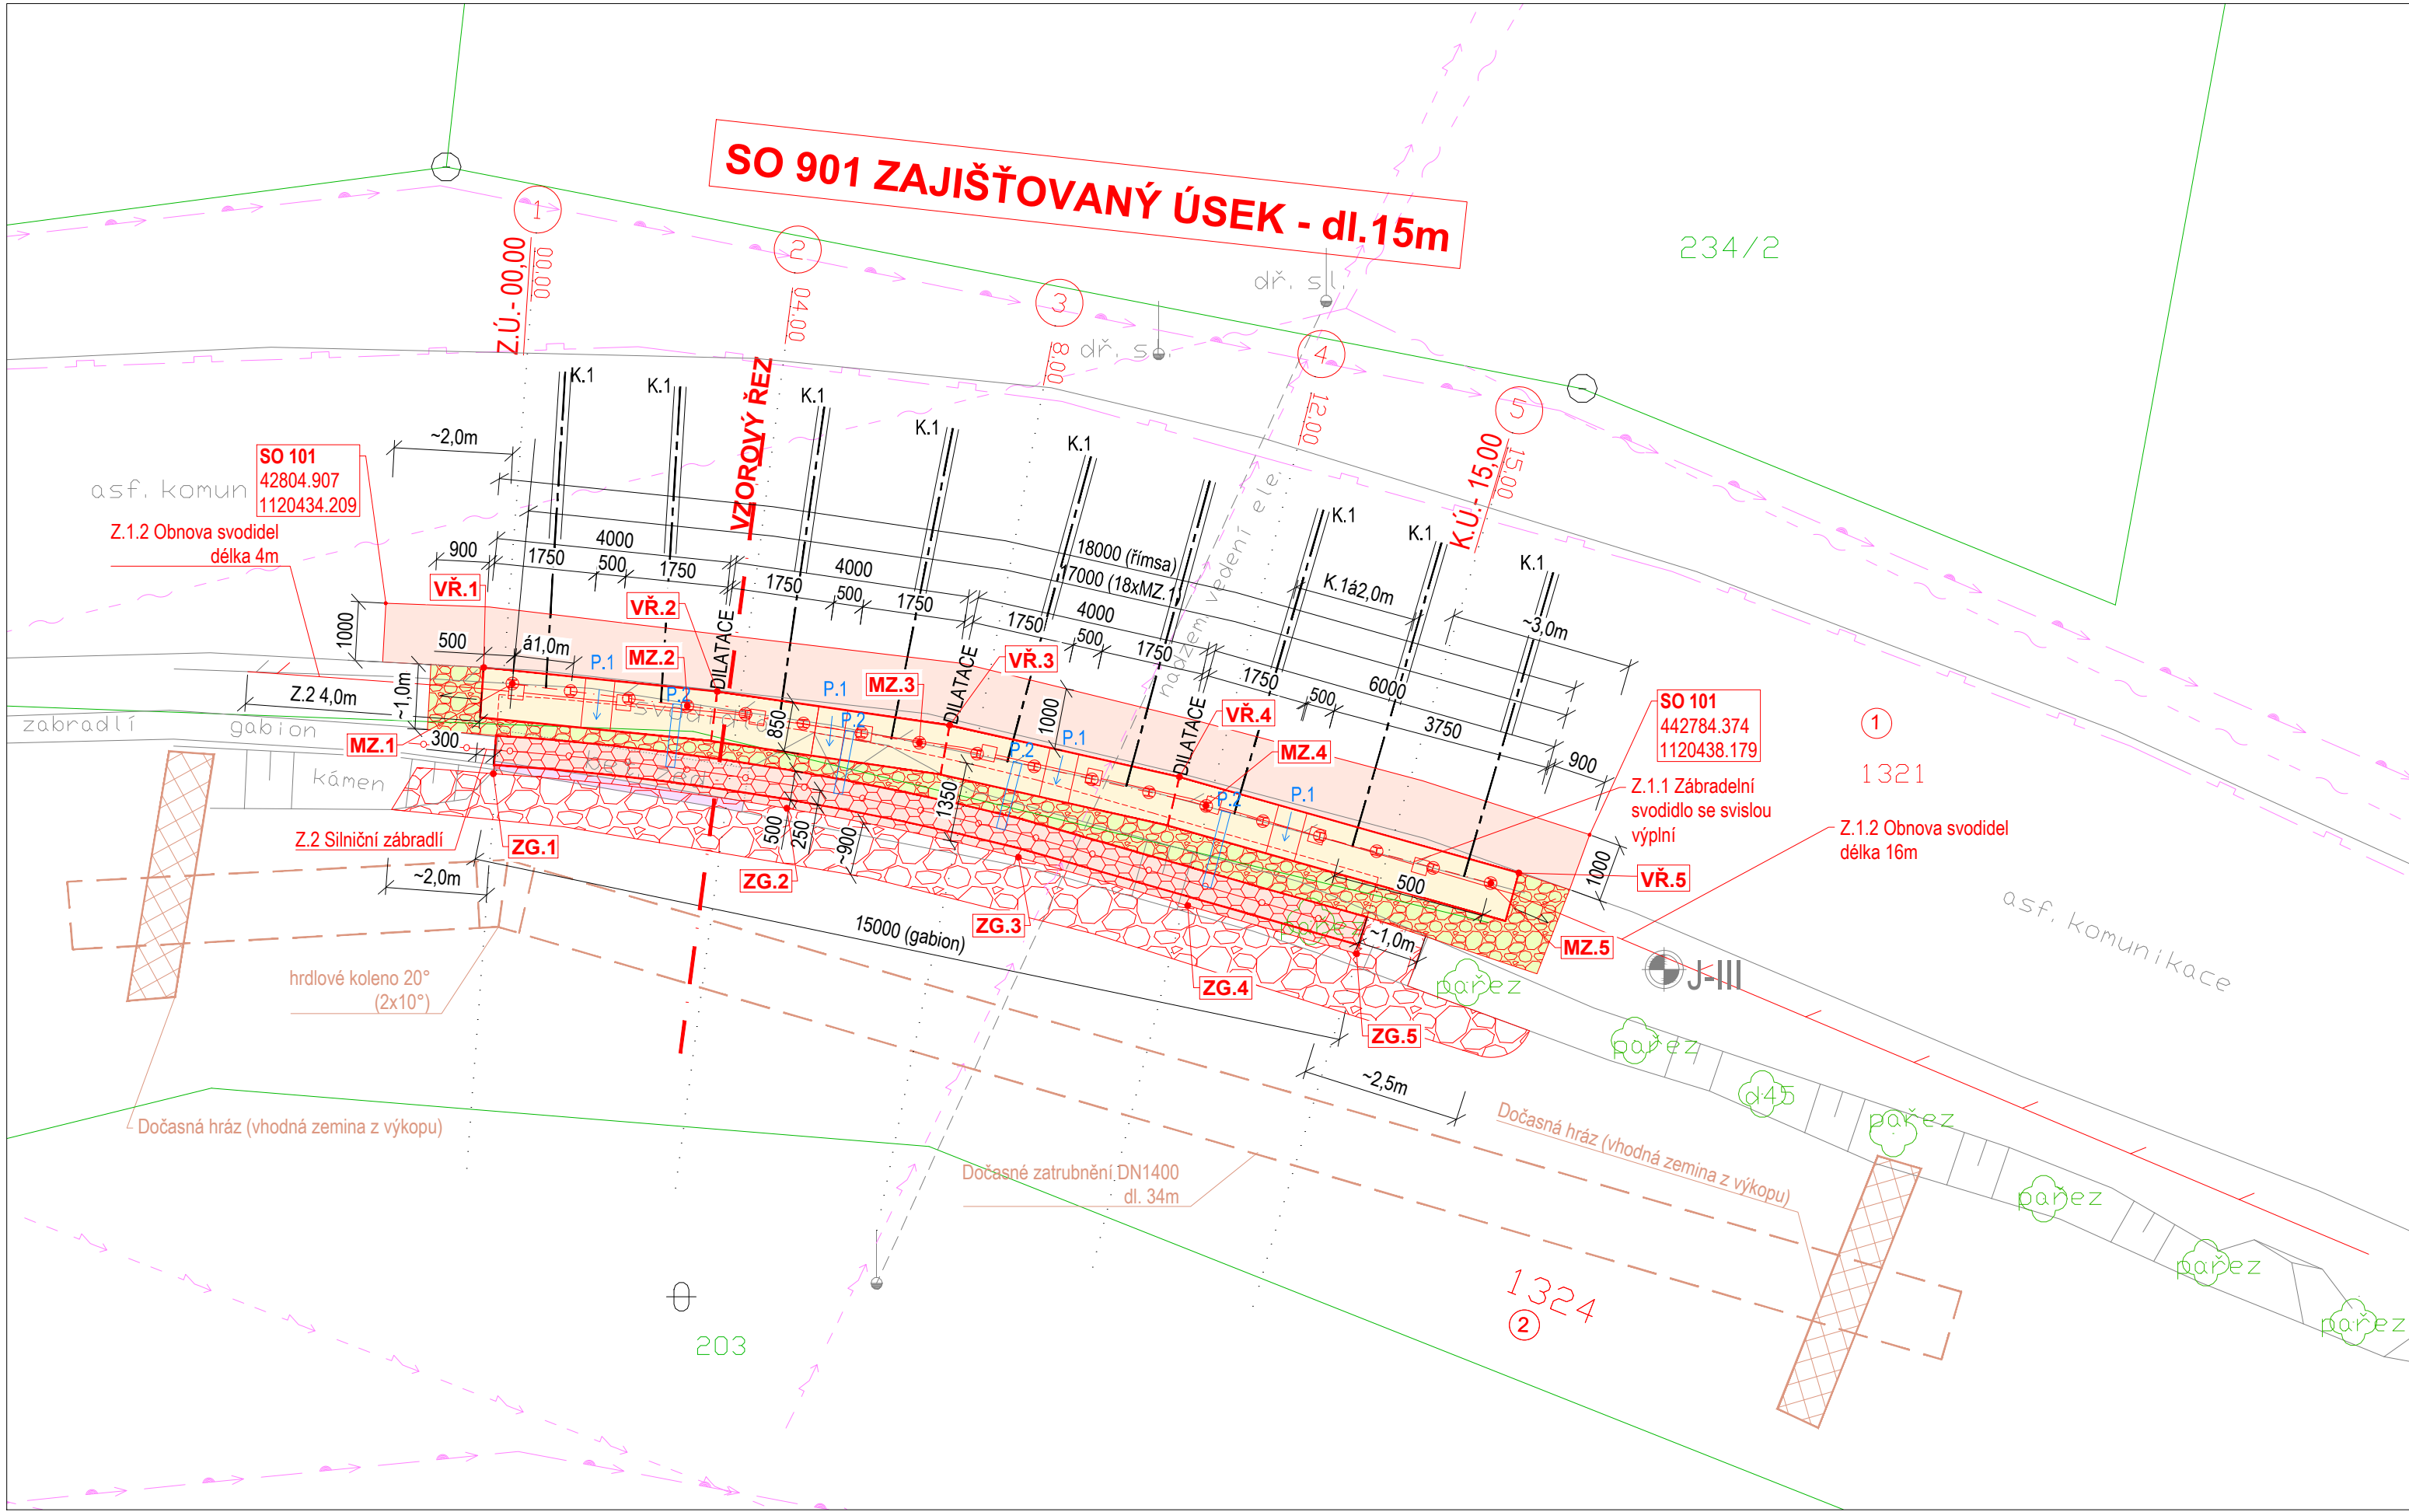 SO 901 ZAJIŠŤOVANÝ ÚSEK - dl.15m
234/2
1
2
3
4
5
Z.Ú.- 00,00
00.00
04.00
8.00
12.00
K.Ú.- 15,00
15.00
dř. sl.
VZOROVÝ ŘEZ
K.1
K.1
K.1
K.1
K.1
K.1
K.1
K.1
~2,0m
SO 101
42804.907
1120434.209
asf. komun
Z.1.2 Obnova svodidel
délka 4m
18000 (římsa)
17000 (18xMZ.1)
K.1á2,0m
nadzemní vedení ele.
~3,0m
900
4000
1750
500
1750
4000
1750
500
1750
4000
1750
500
1750
6000
1750
500
3750
900
1000
VŘ.1
VŘ.2
VŘ.3
VŘ.4
VŘ.5
500
á1,0m
P.1
P.2
P.1
P.2
P.2
P.1
P.2
P.1
DILATACE
DILATACE
DILATACE
MZ.1
MZ.2
MZ.3
MZ.4
MZ.5
Z.2 4,0m
~1,0m
300
850
1000
1350
500
250
~900
500
1000
~1,0m
zabradlí
gabion
kámen
SO 101
442784.374
1120438.179
Z.1.1 Zábradelní
svodidlo se svislou
výplní
Z.1.2 Obnova svodidel
délka 16m
1
1321
asf. komunikace
Z.2 Silniční zábradlí
ZG.1
ZG.2
ZG.3
ZG.4
ZG.5
~2,0m
15000 (gabion)
~2,5m
hrdlové koleno 20°
(2x10°)
J-III
pařez
pařez
d45
pařez
pařez
pařez
pařez
Dočasná hráz (vhodná zemina z výkopu)
Dočasná hráz (vhodná zemina z výkopu)
Dočasné zatrubnění DN1400
dl. 34m
1324
2
203